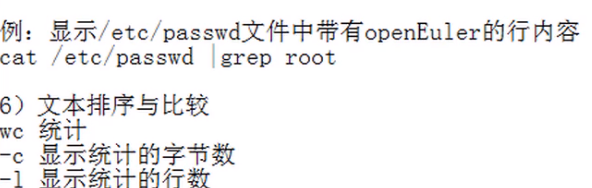 例：显示/etc/passwd文件中带有openEuler的行内容
cat /etc/passwd |grep root
6）文本排序与比较
wc 统计
-c 显示统计的字节数
-l 显示统计的行数